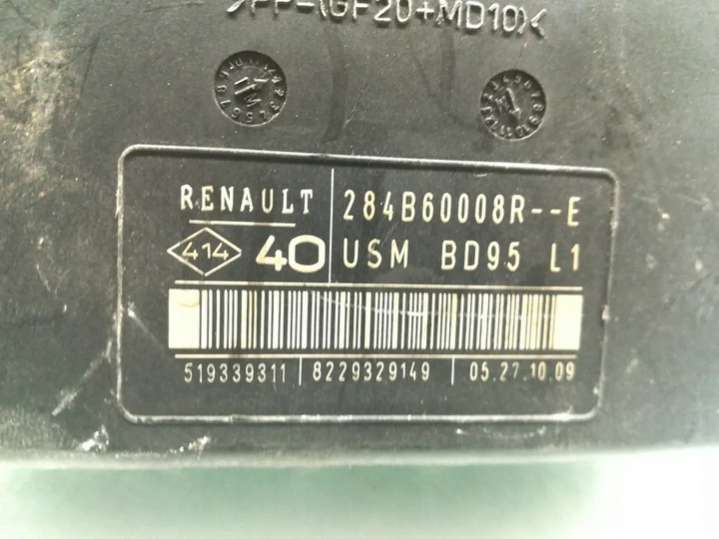 >PP-(GF20+MD10)<
RENAULT 284B60008R--E
414 40 USM BD95 L1
519339311 8229329149 05.27.10.09